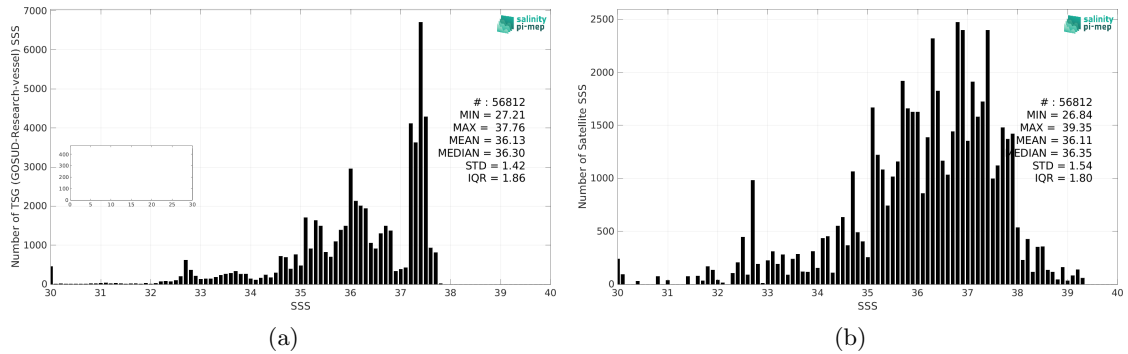 7000
6000
5000
4000
3000
2000
1000
0
Number of TSG (GOSUD-Research-vessel) SSS
salinity
pi-mep
# : 56812
MIN = 27.21
MAX = 37.76
MEAN = 36.13
MEDIAN = 36.30
STD = 1.42
IQR = 1.86
400
300
200
100
0
0 5 10 15 20 25 30
30 31 32 33 34 35 36 37 38 39 40
SSS
(a)
2500
2000
1500
1000
500
0
Number of Satellite SSS
salinity
pi-mep
# : 56812
MIN = 26.84
MAX = 39.35
MEAN = 36.11
MEDIAN = 36.35
STD = 1.54
IQR = 1.80
30 31 32 33 34 35 36 37 38 39 40
SSS
(b)